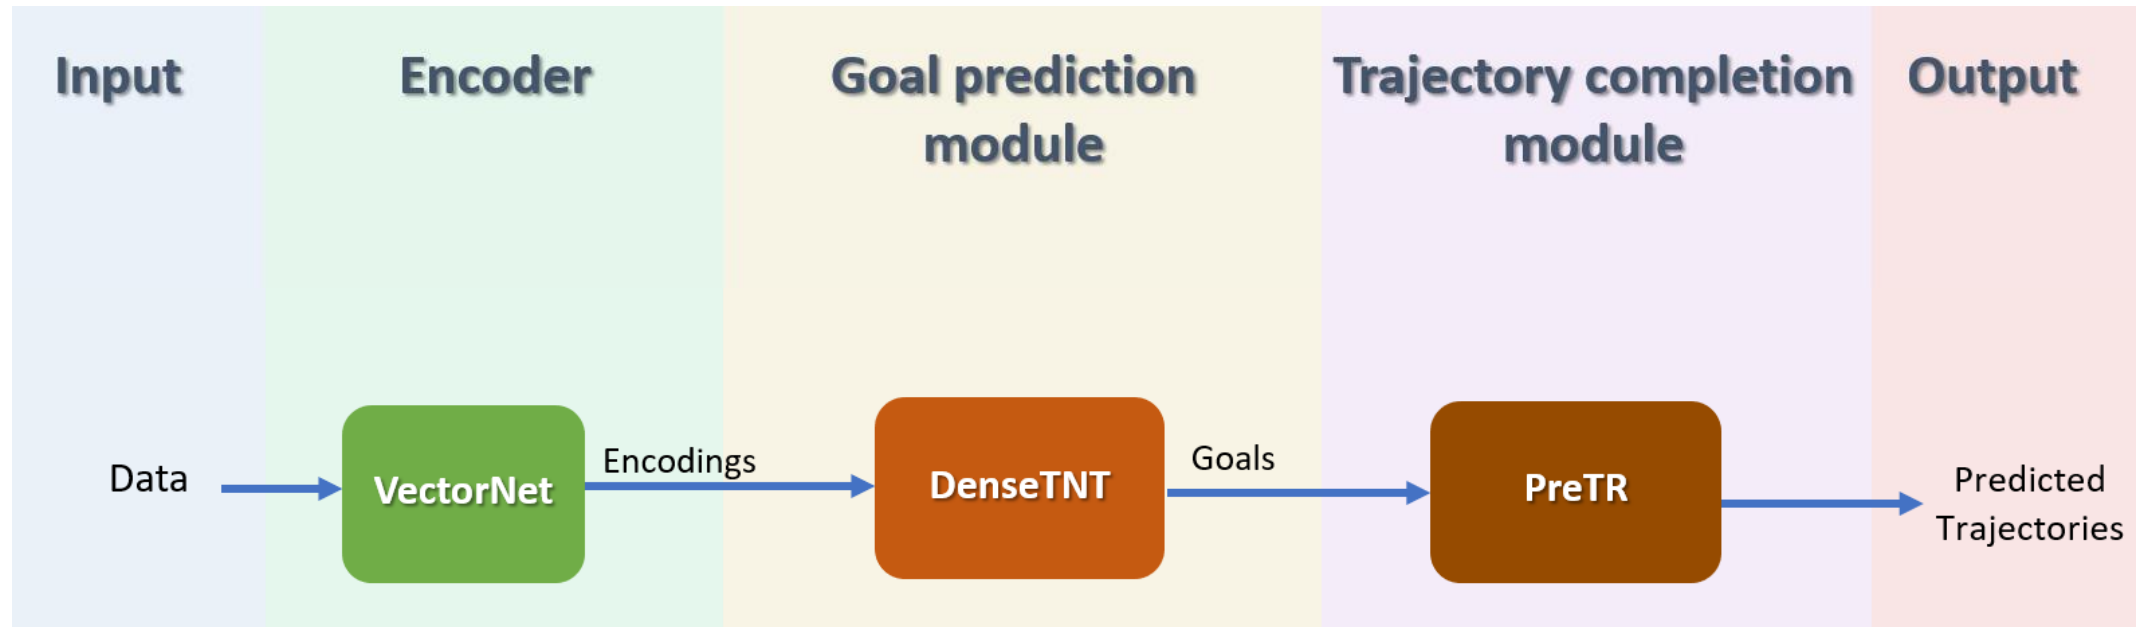 Input
Encoder
Goal prediction
module
Trajectory completion
module
Output
Data
VectorNet
Encodings
DenseTNT
Goals
PreTR
Predicted
Trajectories